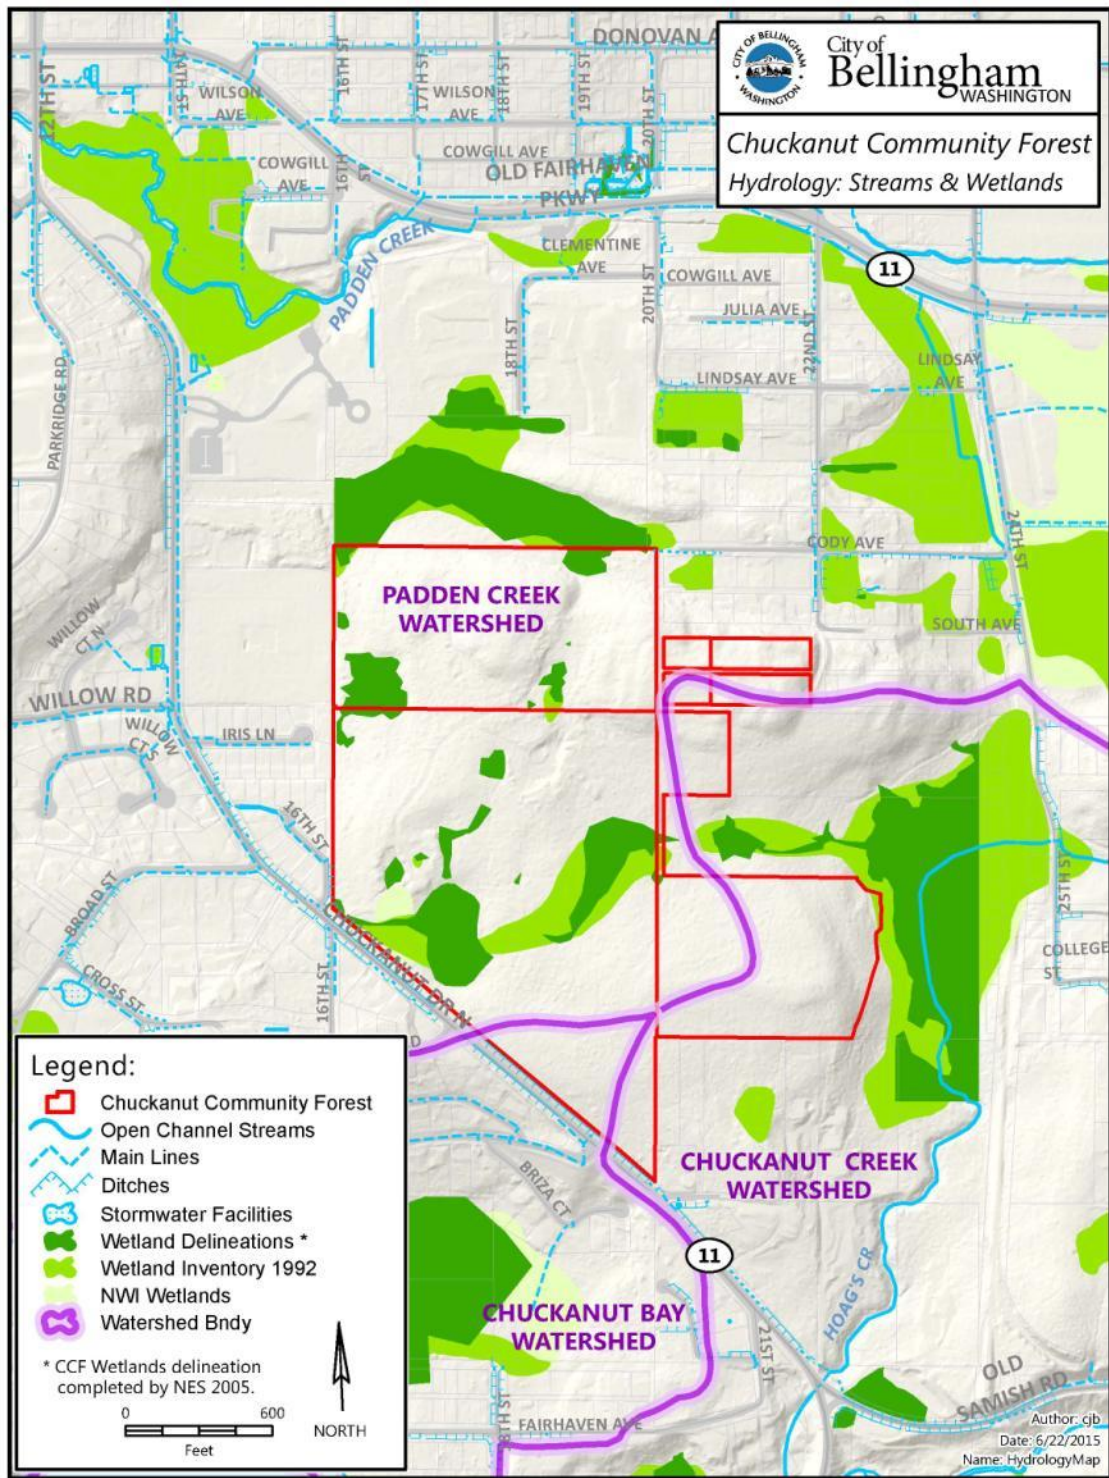 DONOVAN A
CITY OF BELLINGHAM
WASHINGTON
City of
Bellingham
WASHINGTON
Chuckanut Community Forest
Hydrology: Streams & Wetlands
12TH ST
14TH ST
16TH ST
17TH ST
18TH ST
19TH ST
20TH ST
WILSON
AVE
WILSON
AVE
COWGILL
AVE
16TH
ST
COWGILL AVE
OLD FAIRHAVEN
PKWY
PADDEN CREEK
CLEMENTINE
AVE
20TH ST
COWGILL AVE
11
JULIA AVE
18TH ST
22ND ST
LINDSAY AVE
LINDSAY
AVE
PARKRIDGE RD
24TH ST
CODY AVE
PADDEN CREEK
WATERSHED
SOUTH AVE
WILLOW
CT N
WILLOW RD
WILLOW
CT S
IRIS LN
16TH ST
BROAD ST
CROSS ST
16TH ST
CHUCKANUT DR N
25TH ST
COLLEGE
ST
D
Legend:
Chuckanut Community Forest
Open Channel Streams
Main Lines
Ditches
Stormwater Facilities
Wetland Delineations *
Wetland Inventory 1992
NWI Wetlands
Watershed Bndy
* CCF Wetlands delineation
completed by NES 2005.
0 600
Feet
NORTH
CHUCKANUT CREEK
WATERSHED
BRIZA CT
11
CHUCKANUT BAY
WATERSHED
HOAG'S CR
21ST ST
18TH ST
FAIRHAVEN AVE
OLD
SAMISH RD
Author: cjb
Date: 6/22/2015
Name: HydrologyMap